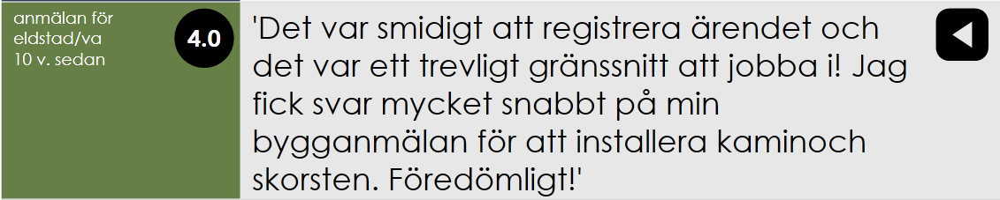 anmälan för
eldstad/va
10 v. sedan
4.0
'Det var smidigt att registrera ärendet och
det var ett trevligt gränssnitt att jobba i! Jag
fick svar mycket snabbt på min
bygganmälan för att installera kaminoch
skorsten. Föredömligt!'